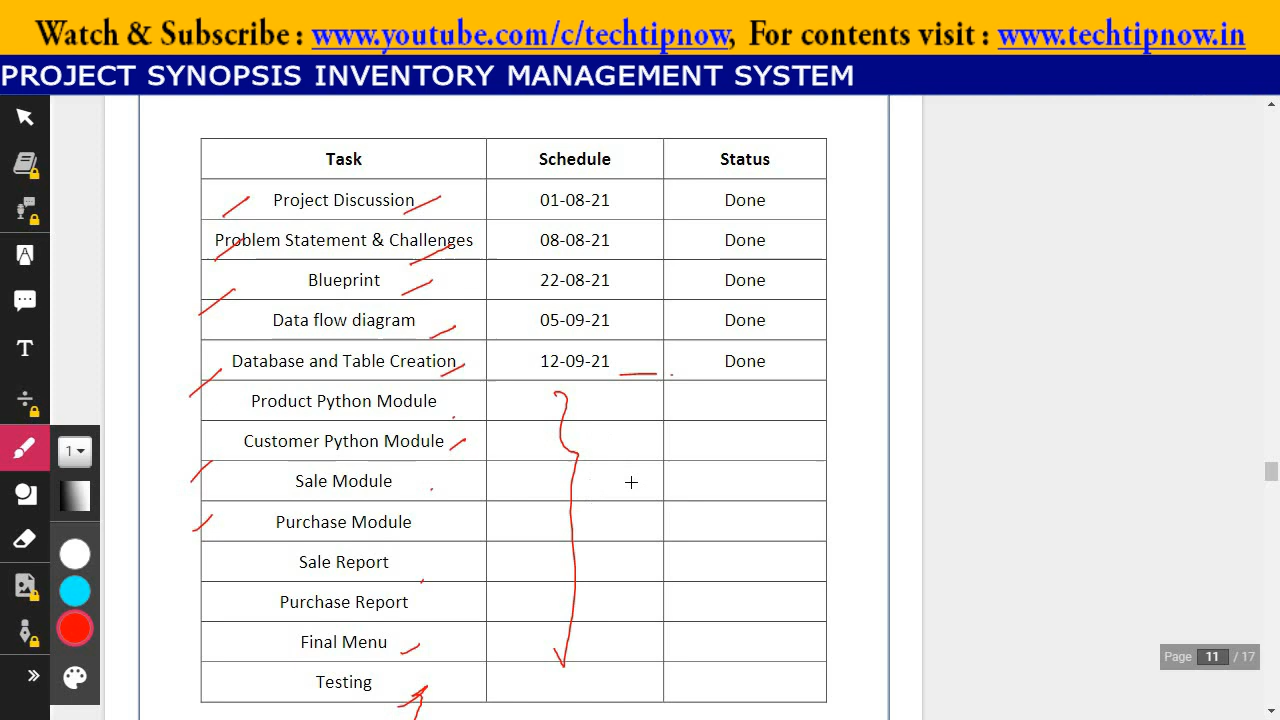 Watch & Subscribe : www.youtube.com/c/techtipnow, For contents visit : www.techtipnow.in
PROJECT SYNOPSIS INVENTORY MANAGEMENT SYSTEM
Task Schedule Status
Project Discussion 01-08-21 Done
Problem Statement & Challenges 08-08-21 Done
Blueprint 22-08-21 Done
Data flow diagram 05-09-21 Done
Database and Table Creation 12-09-21 Done
Product Python Module
Customer Python Module
Sale Module
Purchase Module
Sale Report
Purchase Report
Final Menu
Testing
T
1
Page 11 / 17